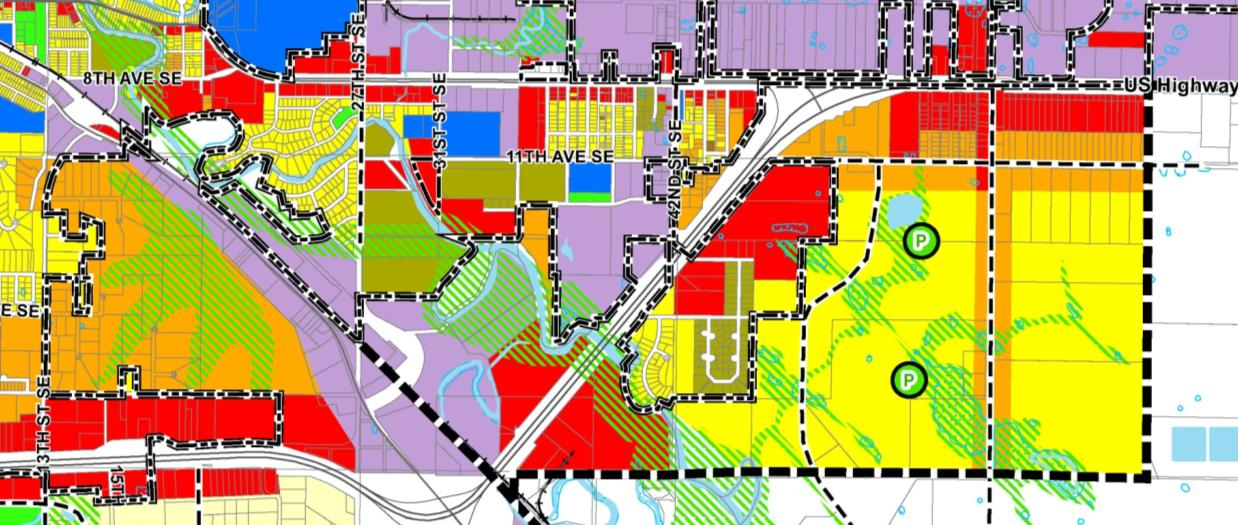 8TH AVE SE
27TH ST SE
31ST ST SE
US Highway
11TH AVE SE
42ND ST SE
P
E SE
P
13TH ST SE
15T